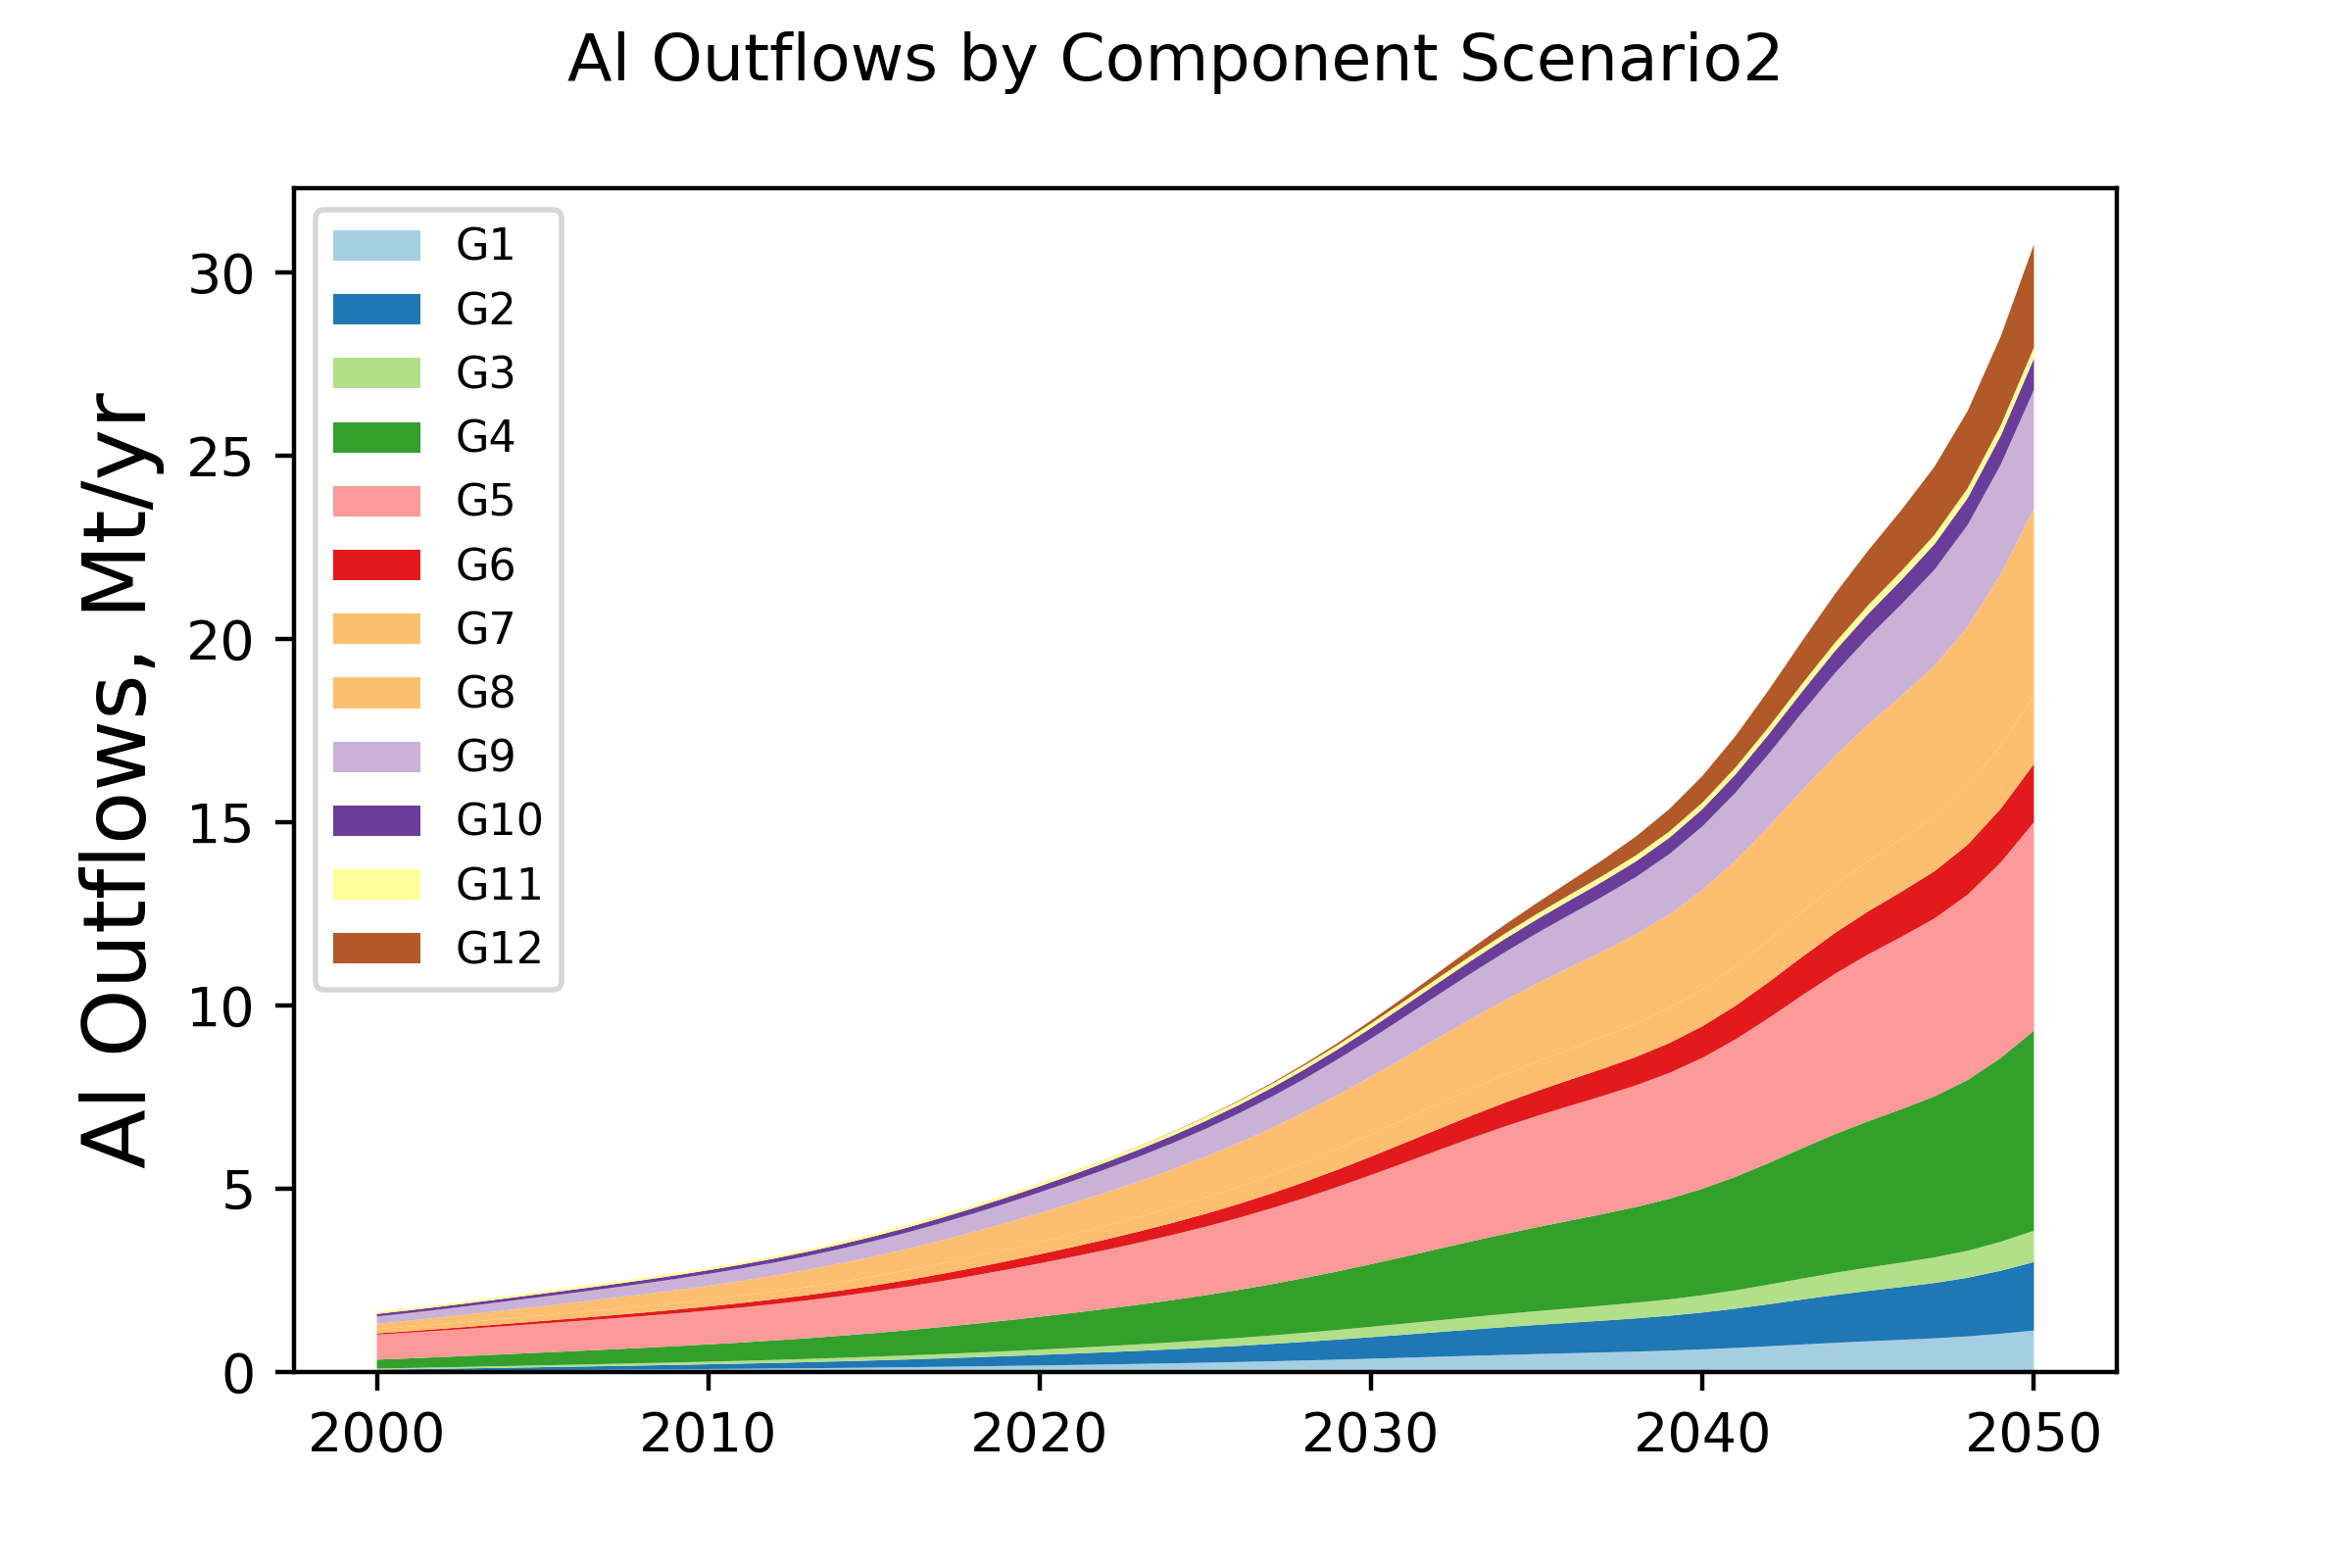 Al Outflows by Component Scenario2
Al Outflows, Mt/yr
30
25
20
15
10
5
0
G1
G2
G3
G4
G5
G6
G7
G8
G9
G10
G11
G12
2000 2010 2020 2030 2040 2050